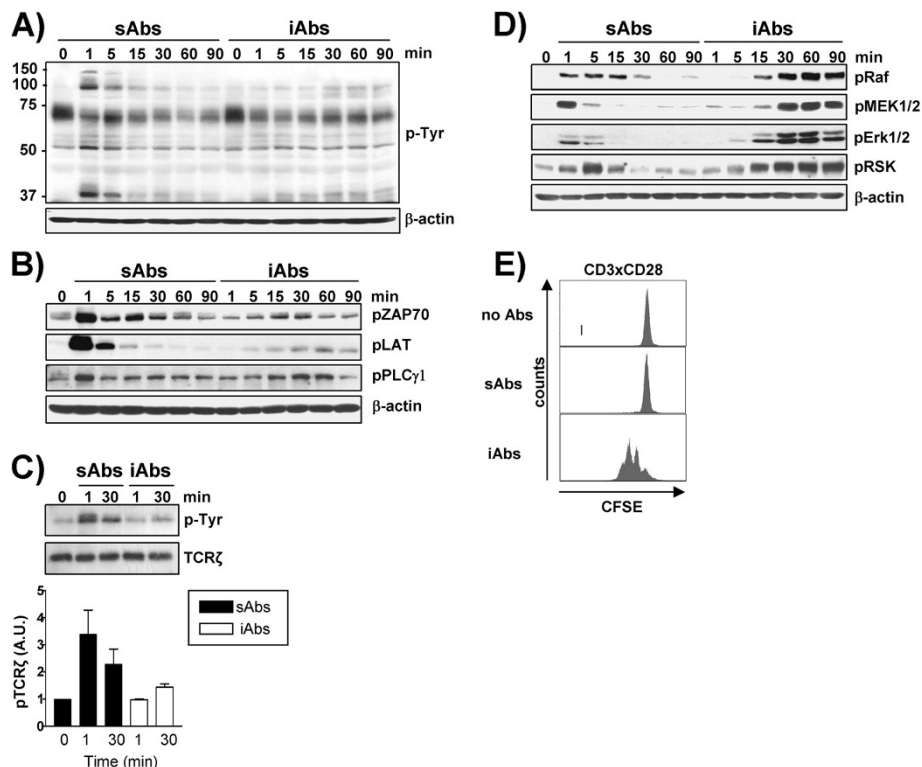 A)
sAbs iAbs
0 1 5 15 30 60 90 0 1 5 15 30 60 90 min
150
100
75
50
37
p-Tyr
β-actin
B)
sAbs iAbs
0 1 5 15 30 60 90 1 5 15 30 60 90 min
pZAP70
pLAT
pPLCγ1
β-actin
C)
sAbs iAbs
0 1 30 1 30 min
p-Tyr
TCRζ
pTCRζ (A.U.)
5
4
3
2
1
0
0 1 30 1 30
Time (min)
sAbs
iAbs
D)
sAbs iAbs
0 1 5 15 30 60 90 1 5 15 30 60 90 min
pRaf
pMEK1/2
pErk1/2
pRSK
β-actin
E)
CD3xCD28
no Abs
sAbs
iAbs
counts
CFSE